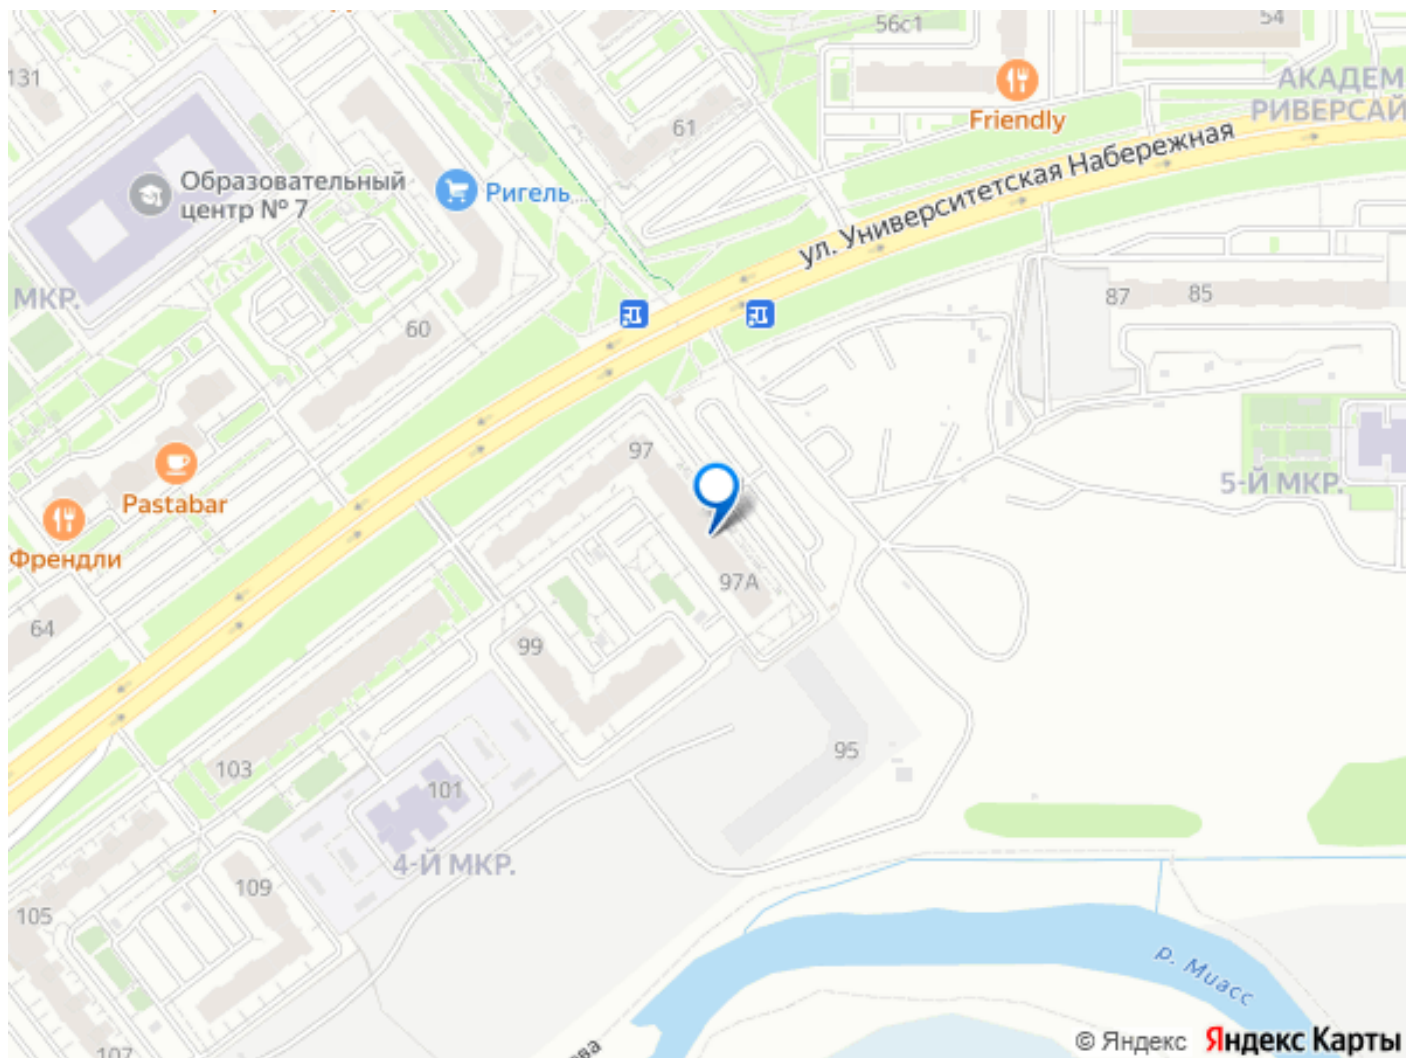 56с1
54
131
АКАДЕМ
РИВЕРСАЙ
Friendly
61
ул. Университетская Набережная
Образовательный
центр № 7
Ригель
МКР.
60
87
85
97
Pastabar
5-Й МКР.
Френдли
97А
64
99
95
103
101
4-Й МКР.
109
105
р. Миасс
107
© Яндекс
Яндекс Карты